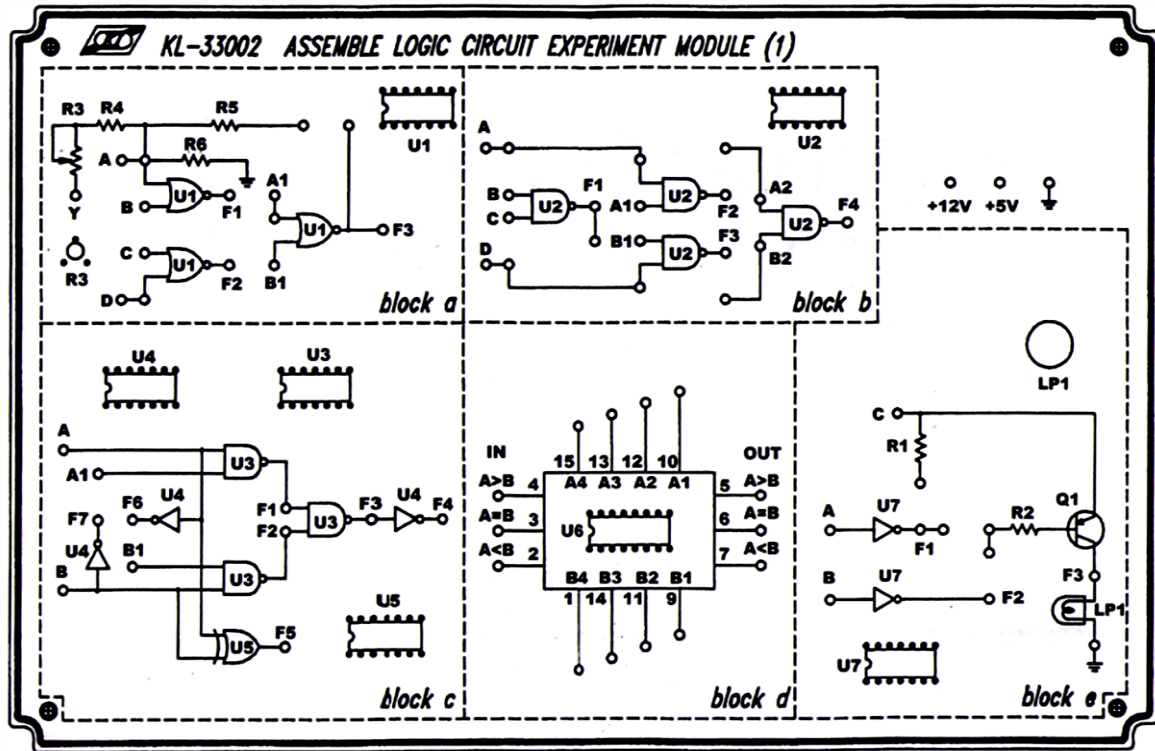 KL-33002 ASSEMBLE LOGIC CIRCUIT EXPERIMENT MODULE (1)
R3 R4 R5
R6
A
U1
A1
Y
B U1 F1
U1 F3
R3
C U1 F2
B1
D
block a
A
U2
B F1
U2
C
A1 U2 F2
A2
U2 F4
B1 F3
U2
B2
D
block b
+12V +5V
U4 U3
A
U3
A1
F6 U4
F1
F7
U3 F3 U4 F4
F2
U4
B1
B
U3
U5
U5 F5
block c
IN
15 13 12 10
OUT
A>B 4 A4 A3 A2 A1 5 A>B
A=B 3 U6 6 A=B
A<B 2 7 A<B
B4 B3 B2 B1
1 14 11 9
block d
LP1
C
R1
Q1
A U7
F1
R2
B U7
F2
F3
LP1
U7
block e